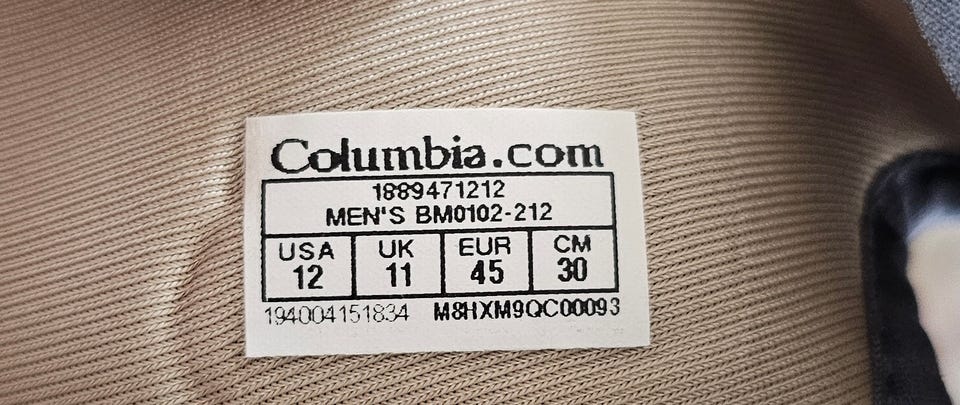 Columbia.com
1889471212
MEN'S BM0102-212
USA UK EUR CM
12 11 45 30
194004151834 M8HXM9QC00093